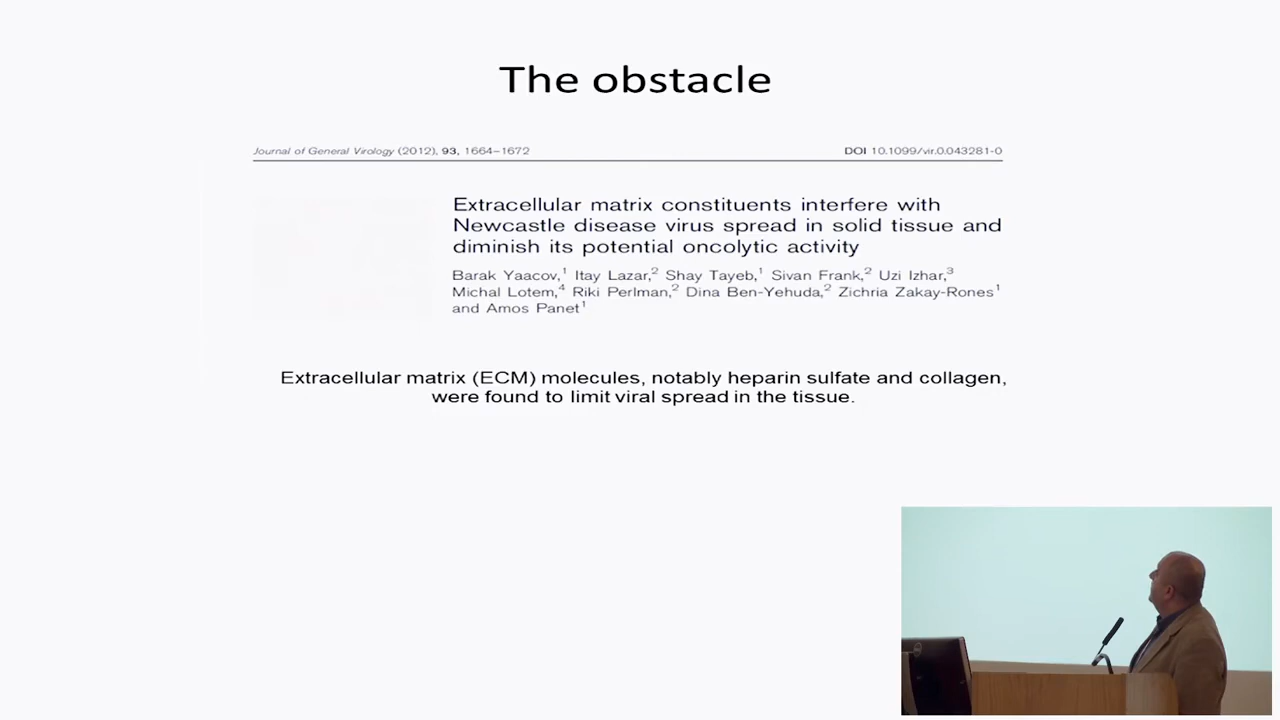 The obstacle
Journal of General Virology (2012), 93, 1664–1672
DOI 10.1099/vir.0.043281-0
Extracellular matrix constituents interfere with
Newcastle disease virus spread in solid tissue and
diminish its potential oncolytic activity
Barak Yaacov,1 Itay Lazar,2 Shay Tayeb,1 Sivan Frank,2 Uzi Izhar,3
Michal Lotem,4 Riki Perlman,2 Dina Ben-Yehuda,2 Zichria Zakay-Rones1
and Amos Panet1
Extracellular matrix (ECM) molecules, notably heparin sulfate and collagen,
were found to limit viral spread in the tissue.